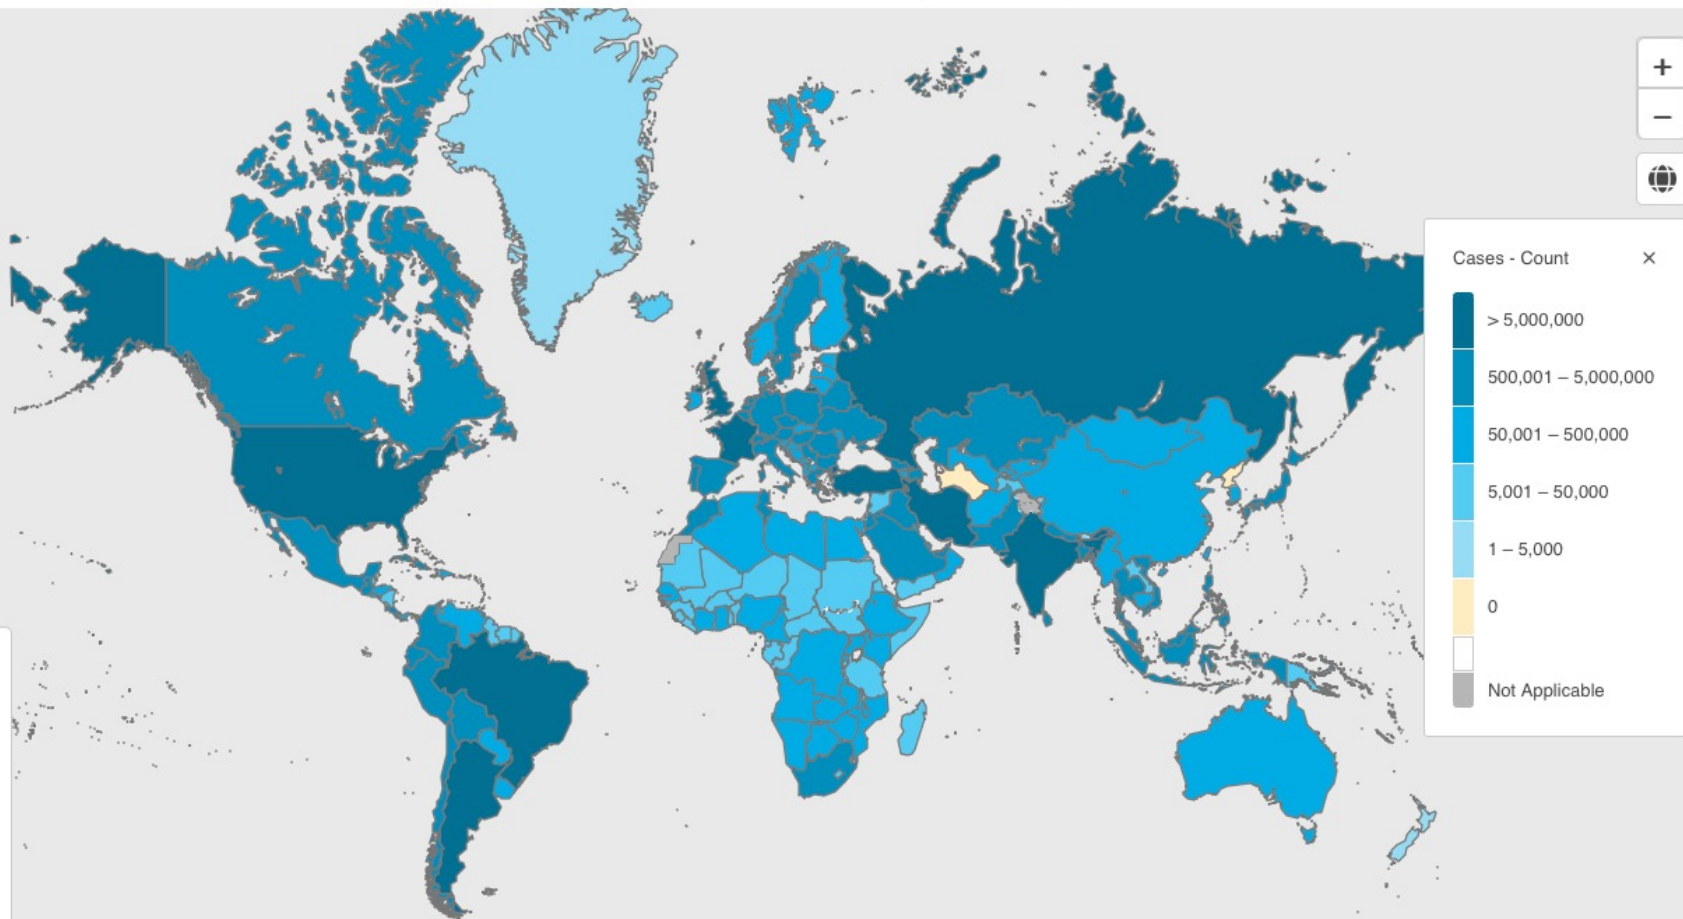 +
−
Cases - Count ×
> 5,000,000
500,001 – 5,000,000
50,001 – 500,000
5,001 – 50,000
1 – 5,000
0
Not Applicable